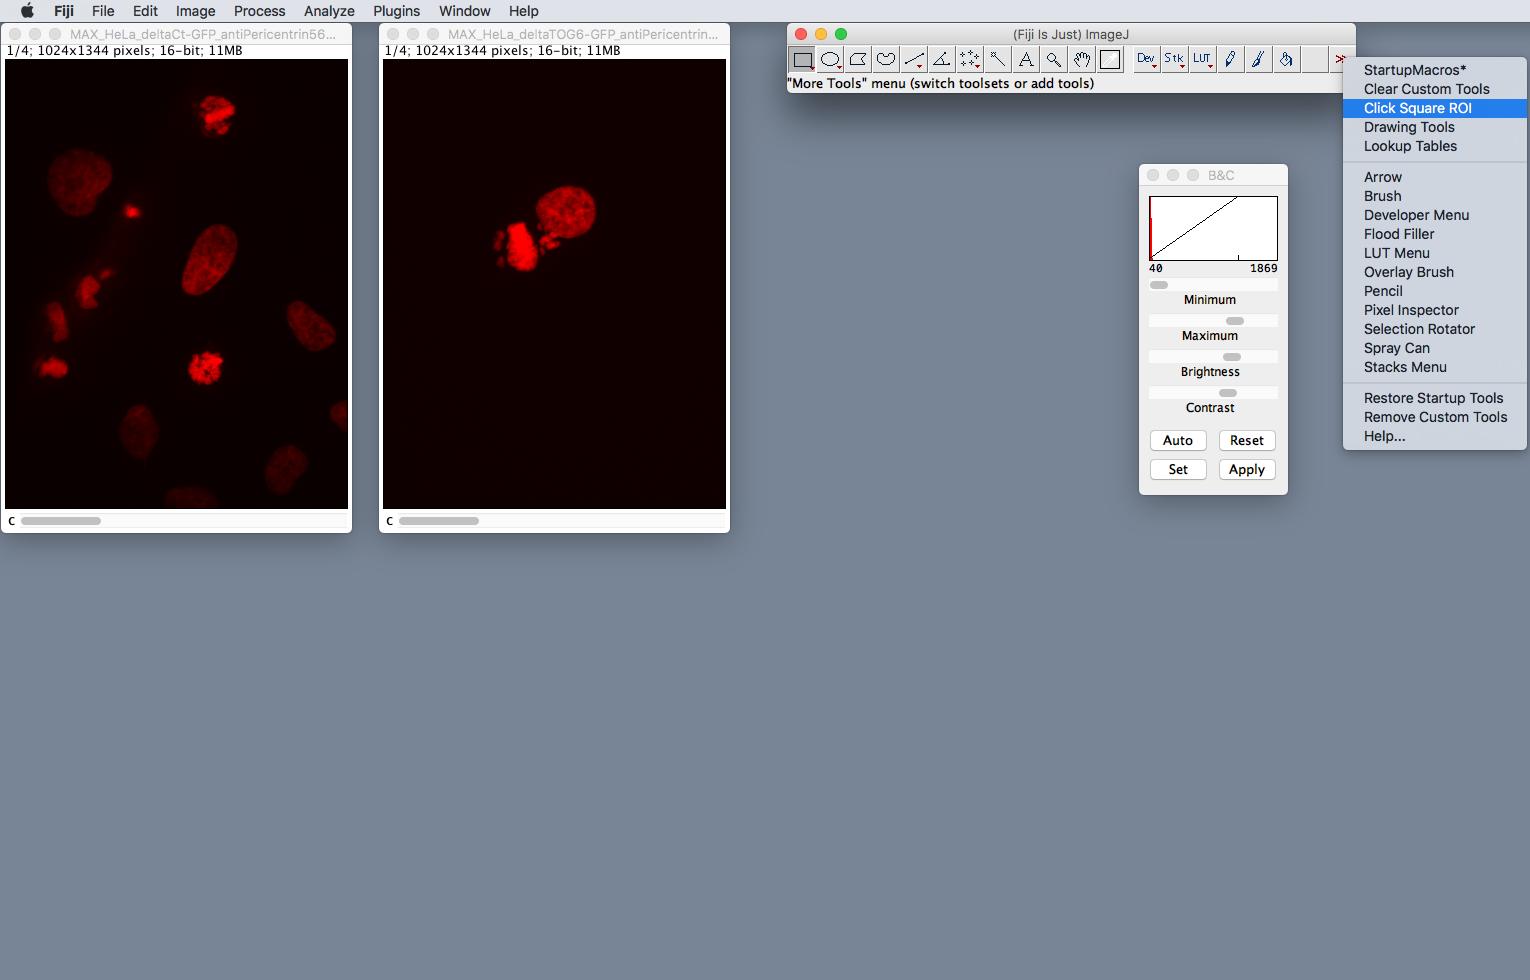 Fiji File Edit Image Process Analyze Plugins Window Help
MAX_HeLa_deltaCt-GFP_antiPericentrin56...
1/4; 1024x1344 pixels; 16-bit; 11MB
c
MAX_HeLa_deltaTOG6-GFP_antiPericentrin...
1/4; 1024x1344 pixels; 16-bit; 11MB
c
(Fiji Is Just) ImageJ
A Dev Stk LUT >>
"More Tools" menu (switch toolsets or add tools)
B&C
40 1869
Minimum
Maximum
Brightness
Contrast
Auto Reset
Set Apply
StartupMacros*
Clear Custom Tools
Click Square ROI
Drawing Tools
Lookup Tables
Arrow
Brush
Developer Menu
Flood Filler
LUT Menu
Overlay Brush
Pencil
Pixel Inspector
Selection Rotator
Spray Can
Stacks Menu
Restore Startup Tools
Remove Custom Tools
Help...